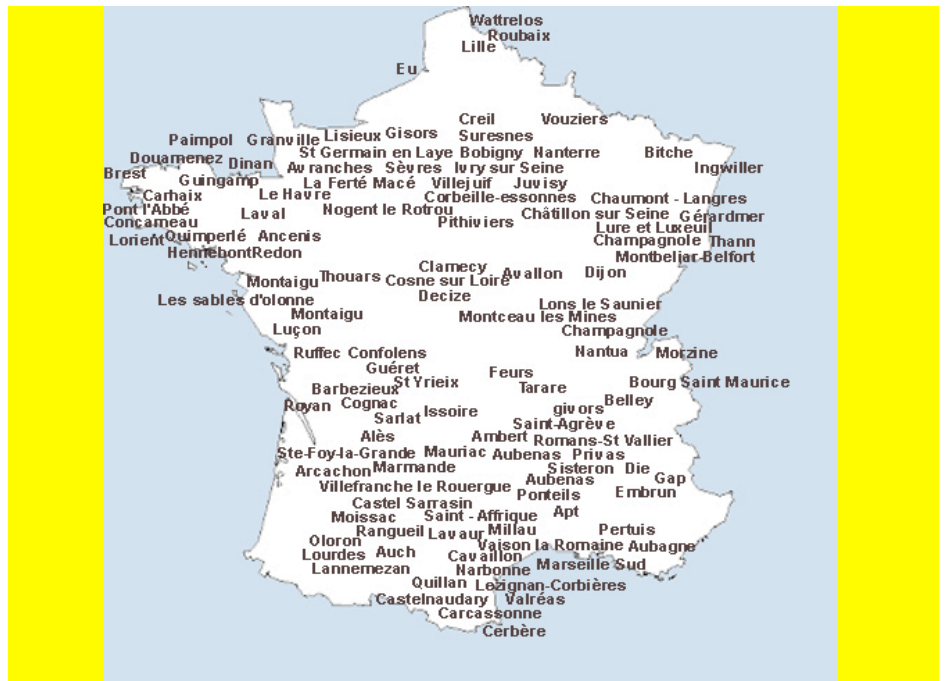 Wattrelos
Roubaix
Lille
Eu
Creil Vouziers
Paimpol Granville Lisieux Gisors Suresnes
Douarnenez Dinan St Germain en Laye Bobigny Nanterre Bitche
Brest Avranches Sèvres Ivry sur Seine Ingwiller
Guingamp La Ferté Macé Villejuif Juvisy
Carhaix Le Havre Corbeille-essonnes Chaumont - Langres
Pont l'Abbé Laval Nogent le Rotrou Châtillon sur Seine Gérardmer
Concarneau Pithiviers Lure et Luxeuil
Lorient Quimperlé Ancenis Champagnole Thann
Hennebont Redon Montbeliar-Belfort
Montaigu Thouars Clamecy Avallon Dijon
Cosne sur Loire
Les sables d'olonne Decize Lons le Saunier
Montaigu Montceau les Mines
Luçon Champagnole
Ruffec Confolens Nantua Morzine
Guéret Feurs
Barbezieux St Yrieix Tarare Bourg Saint Maurice
Royan Cognac Issoire givors Belley
Sarlat Saint-Agrève
Alès Ambert Romans-St Vallier
Ste-Foy-la-Grande Mauriac Aubenas Privas
Arcachon Marmande Sisteron Die
Villefranche le Rouergue Aubenas Gap
Ponteils Embrun
Castel Sarrasin Apt
Moissac Saint - Affrique
Rangueil Lavaur Millau Pertuis
Oloron Vaison la Romaine Aubagne
Lourdes Auch Cavaillon Marseille Sud
Lannemezan Narbonne
Quillan Lezignan-Corbières
Castelnaudary Valréas
Carcassonne
Cerbère